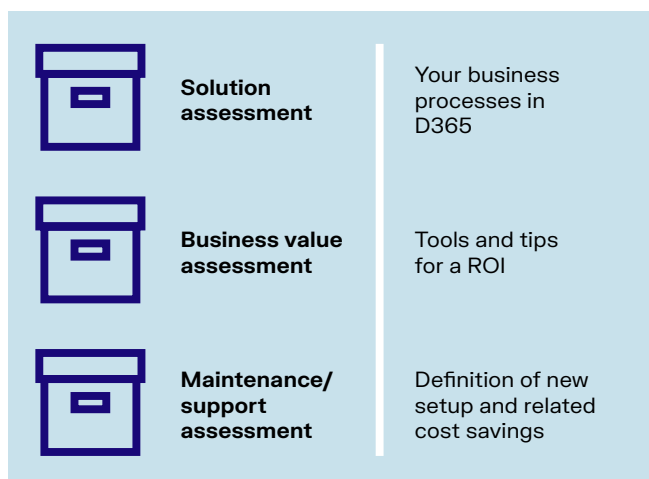 Solution
assessment
Your business
processes in
D365
Business value
assessment
Tools and tips
for a ROI
Maintenance/
support
assessment
Definition of new
setup and related
cost savings